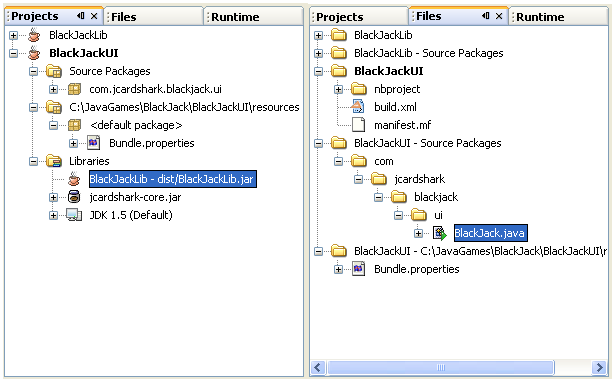 Projects
Files
Runtime
BlackJackLib
BlackJackUI
Source Packages
com.jcardshark.blackjack.ui
C:\JavaGames\BlackJack\BlackJackUI\resources
<default package>
Bundle.properties
Libraries
BlackJackLib - dist/BlackJackLib.jar
jcardshark-core.jar
JDK 1.5 (Default)
Projects
Files
Runtime
BlackJackLib
BlackJackLib - Source Packages
BlackJackUI
nbproject
build.xml
manifest.mf
BlackJackUI - Source Packages
com
jcardshark
blackjack
ui
BlackJack.java
BlackJackUI - C:\JavaGames\BlackJack\BlackJackUI\r
Bundle.properties